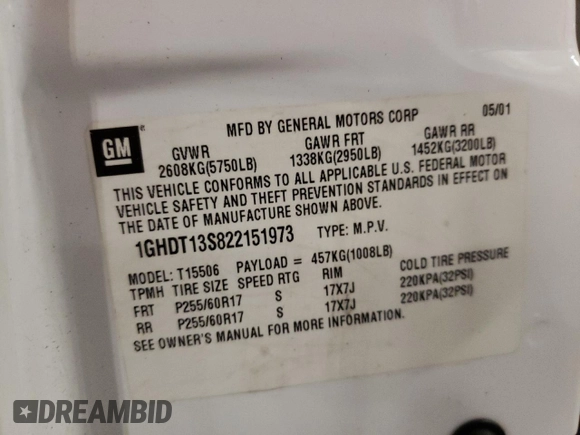 GM
®
MFD BY GENERAL MOTORS CORP 05/01
GVWR GAWR FRT GAWR RR
2608KG(5750LB) 1338KG(2950LB) 1452KG(3200LB)
THIS VEHICLE CONFORMS TO ALL APPLICABLE U.S. FEDERAL MOTOR
VEHICLE SAFETY AND THEFT PREVENTION STANDARDS IN EFFECT ON
THE DATE OF MANUFACTURE SHOWN ABOVE.
1GHDT13S822151973 TYPE: M.P.V.
MODEL: T15506 PAYLOAD = 457KG(1008LB)
TPMH TIRE SIZE SPEED RTG RIM COLD TIRE PRESSURE
FRT P255/60R17 S 17X7J 220KPA(32PSI)
RR P255/60R17 S 17X7J 220KPA(32PSI)
SEE OWNER'S MANUAL FOR MORE INFORMATION.
DREAMBID